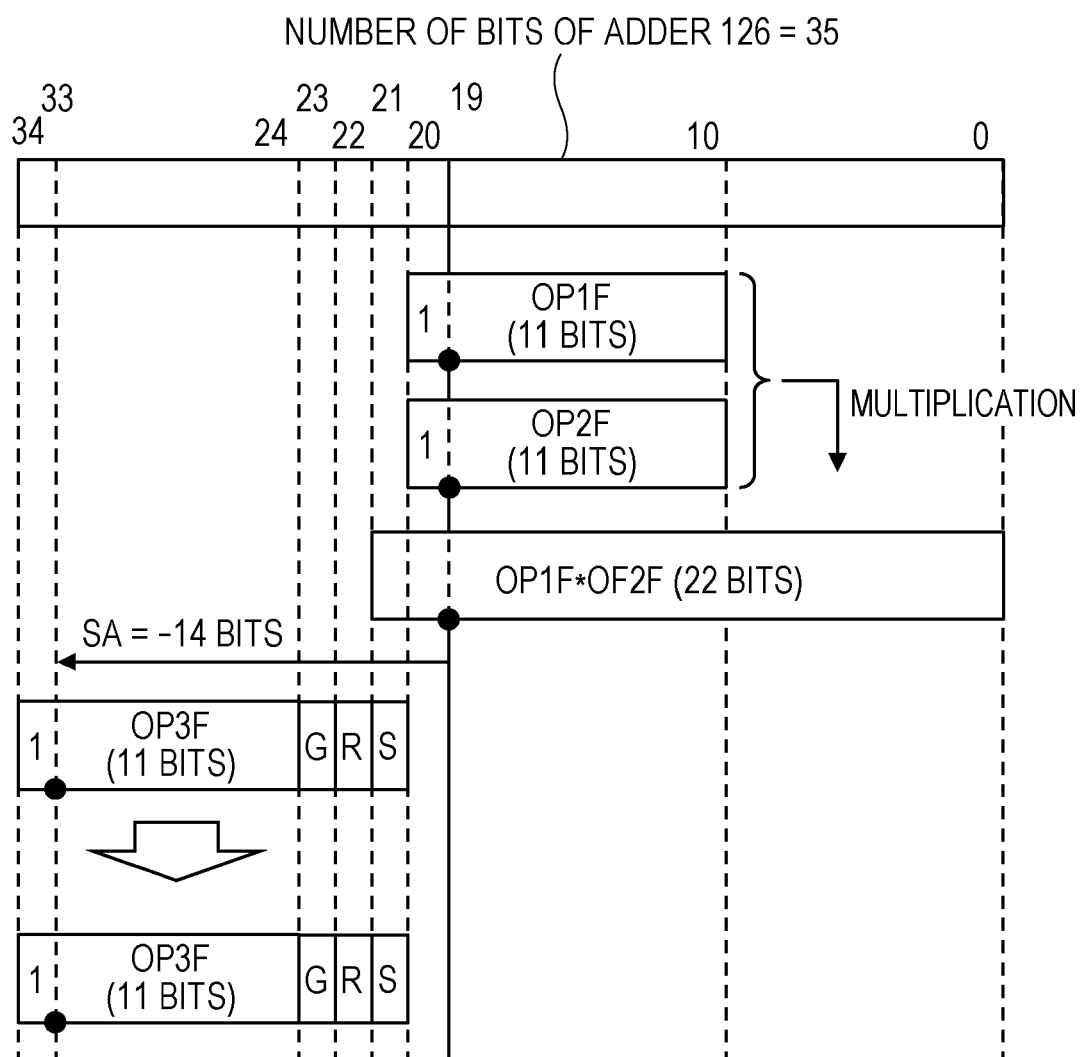 NUMBER OF BITS OF ADDER 126 = 35
33 23 21 19
34 24 22 20 10 0
1 OP1F
(11 BITS)
1 OP2F
(11 BITS)
MULTIPLICATION
OP1F*OF2F (22 BITS)
SA = -14 BITS
1 OP3F
(11 BITS) G R S
1 OP3F
(11 BITS) G R S